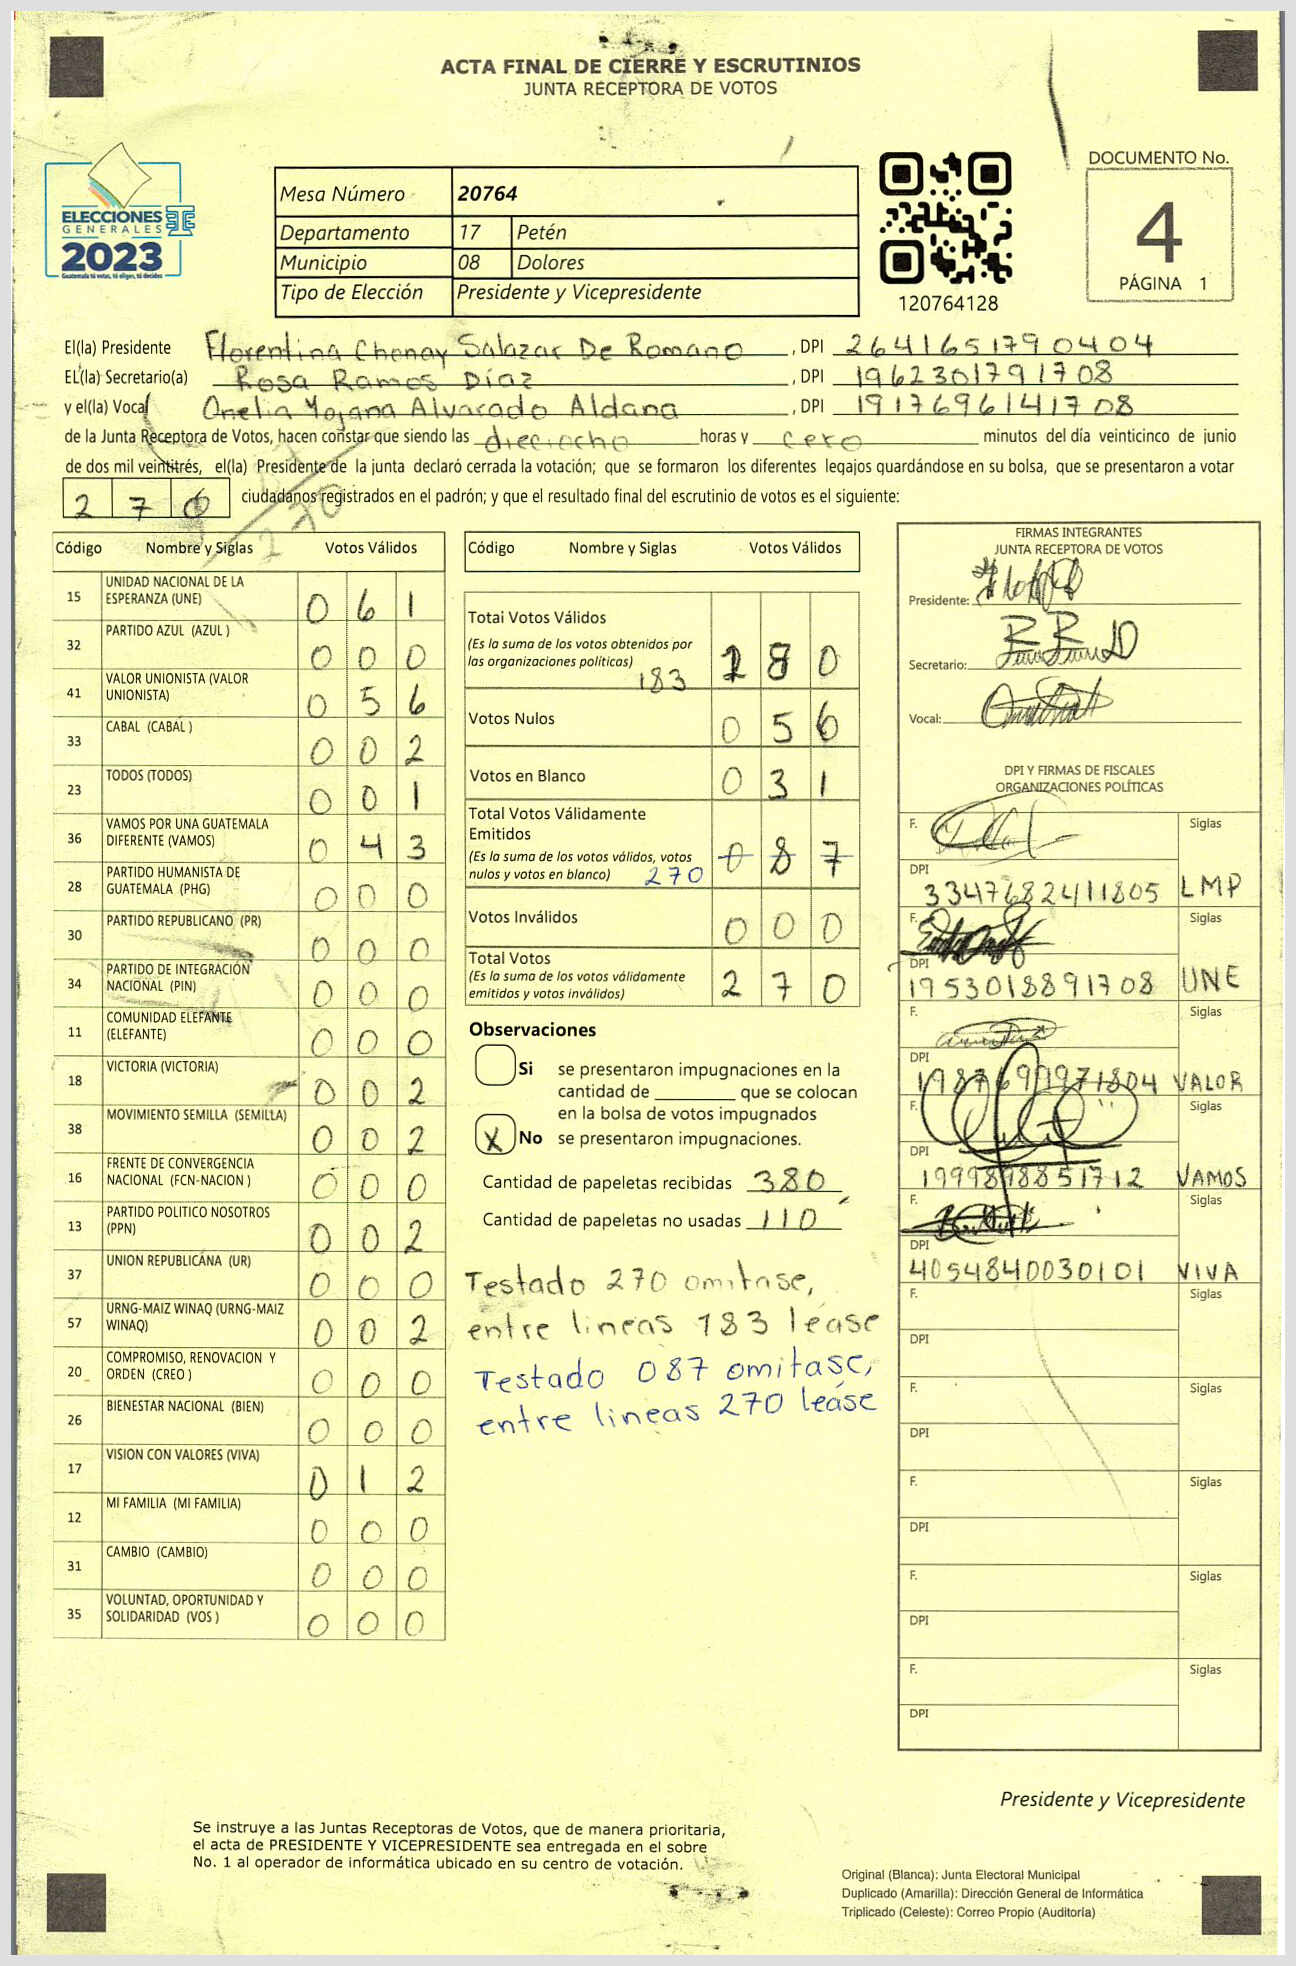 ACTA FINAL DE CIERRE Y ESCRUTINIOS
JUNTA RECEPTORA DE VOTOS
ELECCIONES
GENERALES
2023
Guatemala tú votas, tú eliges, tú decides
Mesa Número 20764
Departamento 17 Petén
Municipio 08 Dolores
Tipo de Elección Presidente y Vicepresidente
120764128
DOCUMENTO No.
4
PÁGINA 1
El(la) Presidente Florentina Chonay Salazar De Romano , DPI 2641651790404
EL(la) Secretario(a) Rosa Ramos Díaz , DPI 1962301791708
y el(la) Vocal Onelia Yojana Alvarado Aldana , DPI 1917696141708
de la Junta Receptora de Votos, hacen constar que siendo las dieciocho horas y cero minutos del día veinticinco de junio
de dos mil veintitrés, el(la) Presidente de la junta declaró cerrada la votación; que se formaron los diferentes legajos guardándose en su bolsa, que se presentaron a votar
2 7 0 ciudadanos registrados en el padrón; y que el resultado final del escrutinio de votos es el siguiente:
270
Código Nombre y Siglas Votos Válidos
15 UNIDAD NACIONAL DE LA ESPERANZA (UNE) 0 6 1
32 PARTIDO AZUL (AZUL ) 0 0 0
41 VALOR UNIONISTA (VALOR UNIONISTA) 0 5 6
33 CABAL (CABAL ) 0 0 2
23 TODOS (TODOS) 0 0 1
36 VAMOS POR UNA GUATEMALA DIFERENTE (VAMOS) 0 4 3
28 PARTIDO HUMANISTA DE GUATEMALA (PHG) 0 0 0
30 PARTIDO REPUBLICANO (PR) 0 0 0
34 PARTIDO DE INTEGRACIÓN NACIONAL (PIN) 0 0 0
11 COMUNIDAD ELEFANTE (ELEFANTE) 0 0 0
18 VICTORIA (VICTORIA) 0 0 2
38 MOVIMIENTO SEMILLA (SEMILLA) 0 0 2
16 FRENTE DE CONVERGENCIA NACIONAL (FCN-NACION ) 0 0 0
13 PARTIDO POLITICO NOSOTROS (PPN) 0 0 2
37 UNION REPUBLICANA (UR) 0 0 0
57 URNG-MAIZ WINAQ (URNG-MAIZ WINAQ) 0 0 2
20 COMPROMISO, RENOVACION Y ORDEN (CREO ) 0 0 0
26 BIENESTAR NACIONAL (BIEN) 0 0 0
17 VISION CON VALORES (VIVA) 0 1 2
12 MI FAMILIA (MI FAMILIA) 0 0 0
31 CAMBIO (CAMBIO) 0 0 0
35 VOLUNTAD, OPORTUNIDAD Y SOLIDARIDAD (VOS ) 0 0 0
Código Nombre y Siglas Votos Válidos
Total Votos Válidos
(Es la suma de los votos obtenidos por
las organizaciones politicas) 183 2 8 0
Votos Nulos 0 5 6
Votos en Blanco 0 3 1
Total Votos Válidamente
Emitidos
(Es la suma de los votos válidos, votos
nulos y votos en blanco) 270 0 8 7
Votos Inválidos 0 0 0
Total Votos
(Es la suma de los votos válidamente
emitidos y votos inválidos) 2 7 0
Observaciones
Si se presentaron impugnaciones en la
cantidad de ________ que se colocan
en la bolsa de votos impugnados
X No se presentaron impugnaciones.
Cantidad de papeletas recibidas 380
Cantidad de papeletas no usadas 110
Testado 270 omitase,
entre lineas 183 lease
Testado 087 omitase,
entre lineas 270 lease
FIRMAS INTEGRANTES
JUNTA RECEPTORA DE VOTOS
Presidente:
Secretario:
Vocal:
DPI Y FIRMAS DE FISCALES
ORGANIZACIONES POLÍTICAS
F. Siglas
DPI 3347682411805 LMP
F. Siglas
DPI 1953018891708 UNE
F. Siglas
DPI 1987699971804 VALOR
F. Siglas
DPI 1999898851712 VAMOS
F. Siglas
DPI 4054840030101 VIVA
F. Siglas
DPI
F. Siglas
DPI
F. Siglas
DPI
F. Siglas
DPI
F. Siglas
DPI
Presidente y Vicepresidente
Se instruye a las Juntas Receptoras de Votos, que de manera prioritaria,
el acta de PRESIDENTE Y VICEPRESIDENTE sea entregada en el sobre
No. 1 al operador de informática ubicado en su centro de votación.
Original (Blanca): Junta Electoral Municipal
Duplicado (Amarilla): Dirección General de Informática
Triplicado (Celeste): Correo Propio (Auditoría)